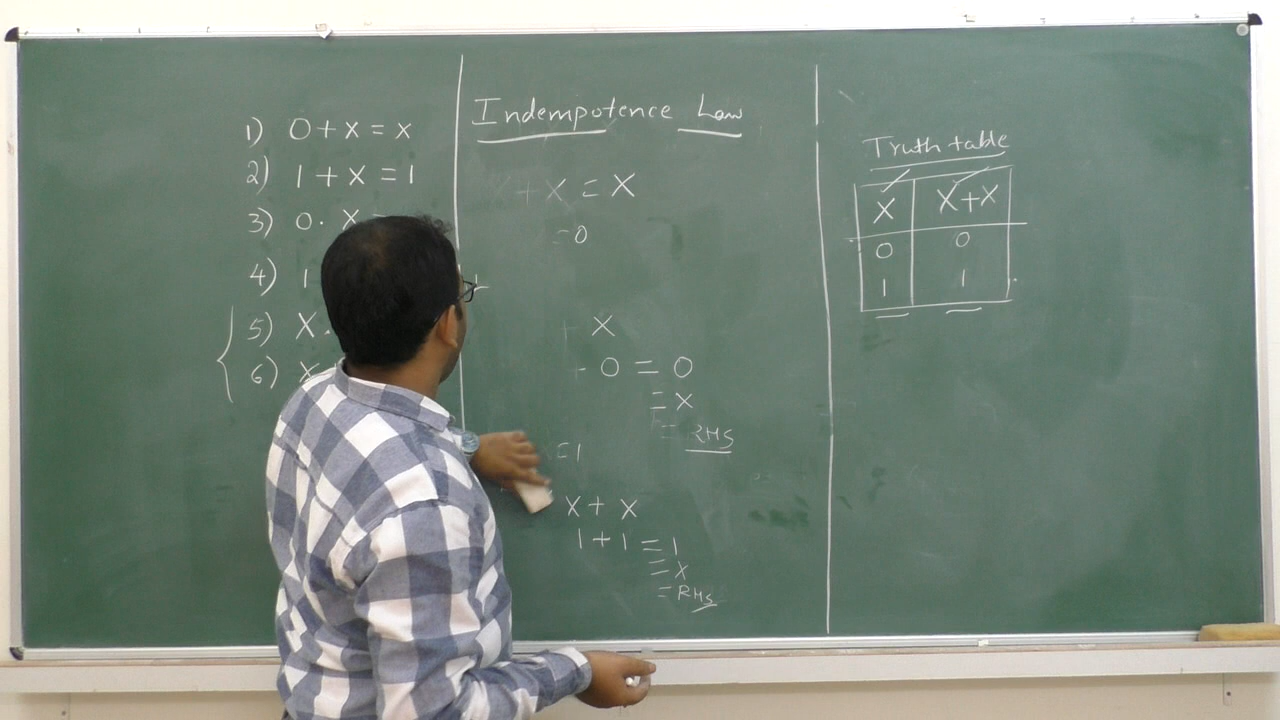 1) 0 + x = x
2) 1 + x = 1
3) 0 · X =
4) 1
5) X ·
6) x
Indempotence Law
+ X = X
=0
X
0 = 0
= X
= RHS
=1
X + X
1 + 1 = 1
= X
= RHS
Truth table
X X+X
0 0
1 1